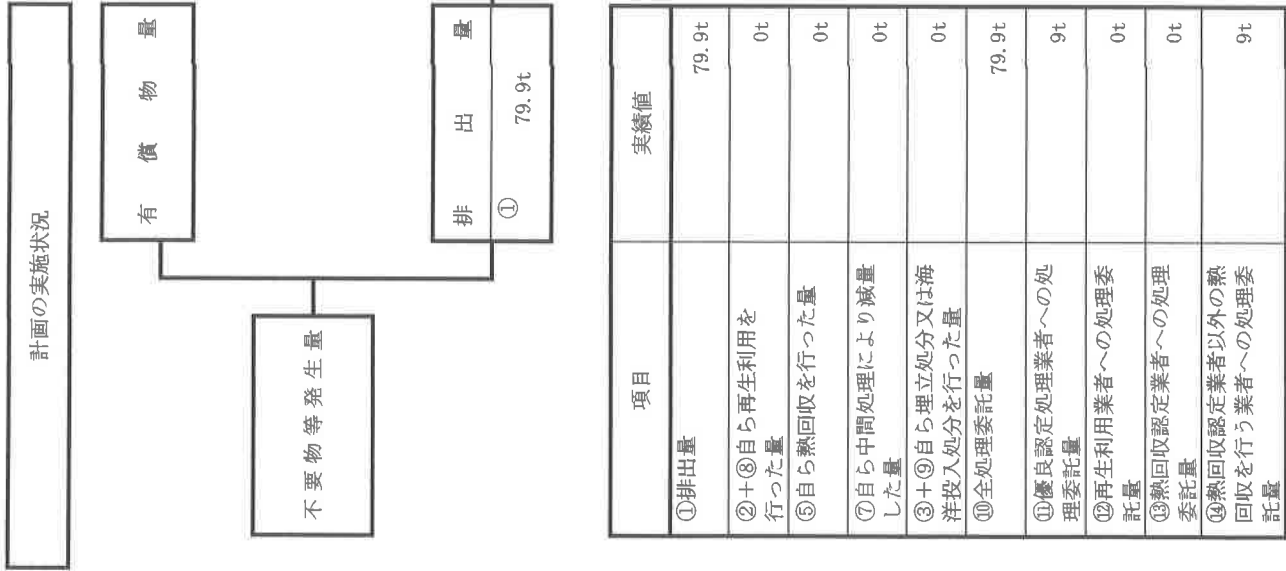 計画の実施状況
有償物量
不要物等発生量
排出量
①
79.9t
項目 実績値
①排出量 79.9t
②+⑧自ら再生利用を
行った量 0t
⑤自ら熱回収を行った量 0t
⑦自ら中間処理により減量
した量 0t
③+⑨自ら埋立処分又は海
洋投入処分を行った量 0t
⑩全処理委託量 79.9t
⑪優良認定処理業者への処
理委託量 9t
⑫再生利用業者への処理委
託量 0t
⑬熱回収認定業者への処理
委託量 0t
⑭熱回収認定業者以外の熱
回収を行う業者への処理委
託量 9t